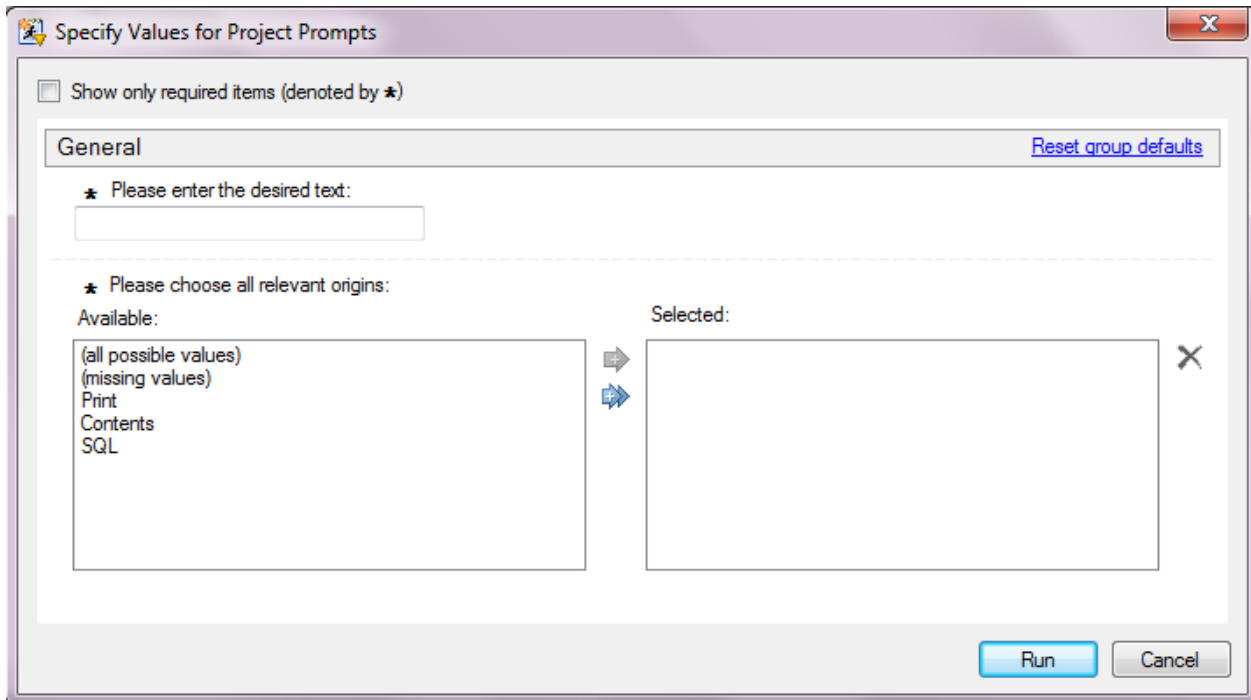 Specify Values for Project Prompts
Show only required items (denoted by *)
General
Reset group defaults
* Please enter the desired text:
* Please choose all relevant origins:
Available:
Selected:
(all possible values)
(missing values)
Print
Contents
SQL
Run
Cancel